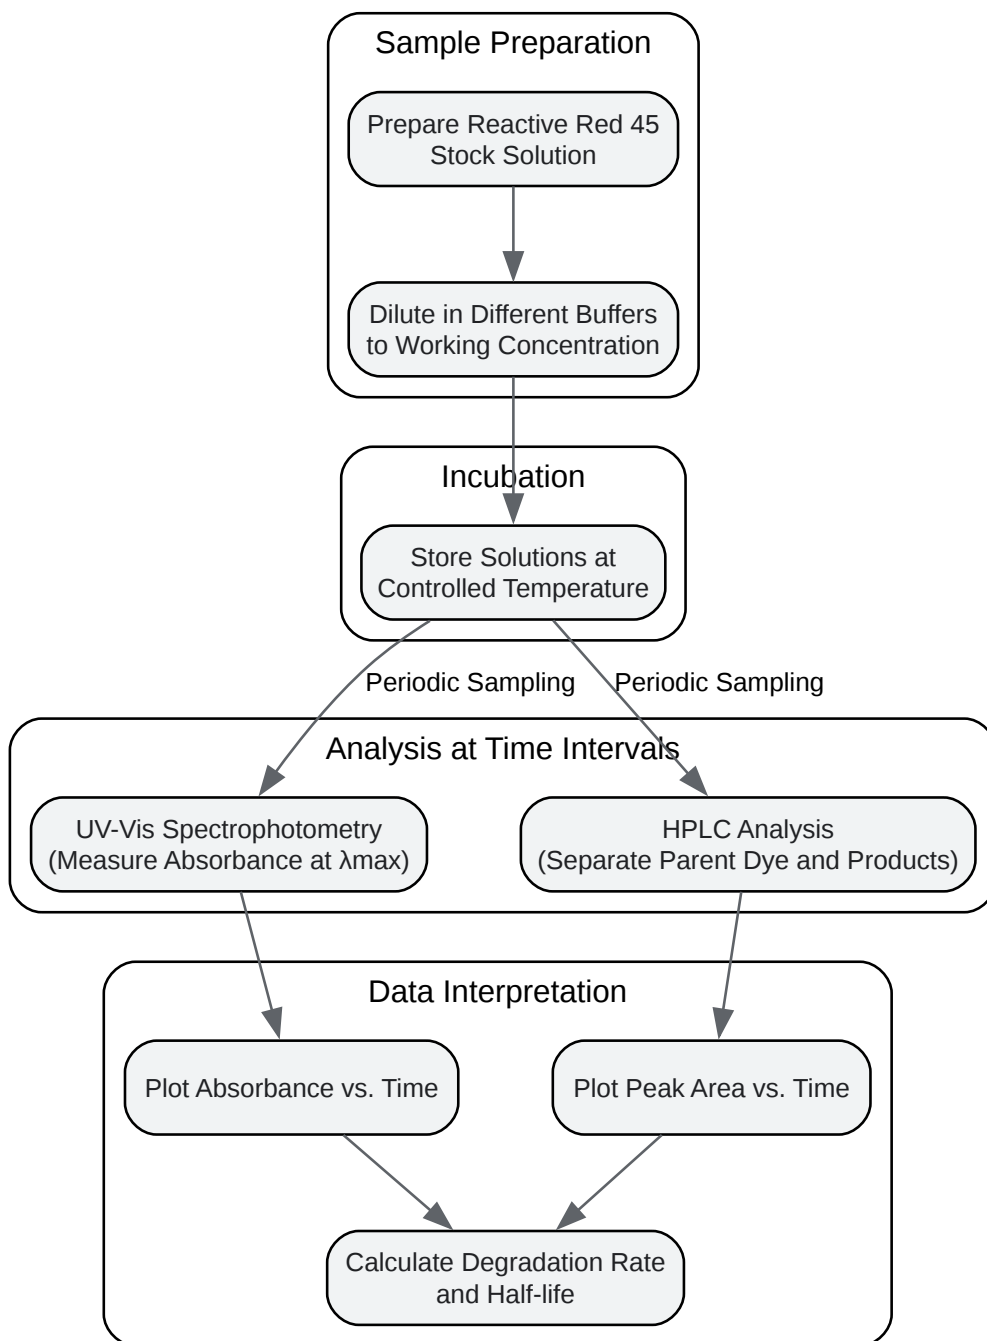 Sample Preparation
Prepare Reactive Red 45
Stock Solution
Dilute in Different Buffers
to Working Concentration
Incubation
Store Solutions at
Controlled Temperature
Periodic Sampling
Periodic Sampling
Analysis at Time Intervals
UV-Vis Spectrophotometry
(Measure Absorbance at λmax)
HPLC Analysis
(Separate Parent Dye and Products)
Data Interpretation
Plot Absorbance vs. Time
Plot Peak Area vs. Time
Calculate Degradation Rate
and Half-life